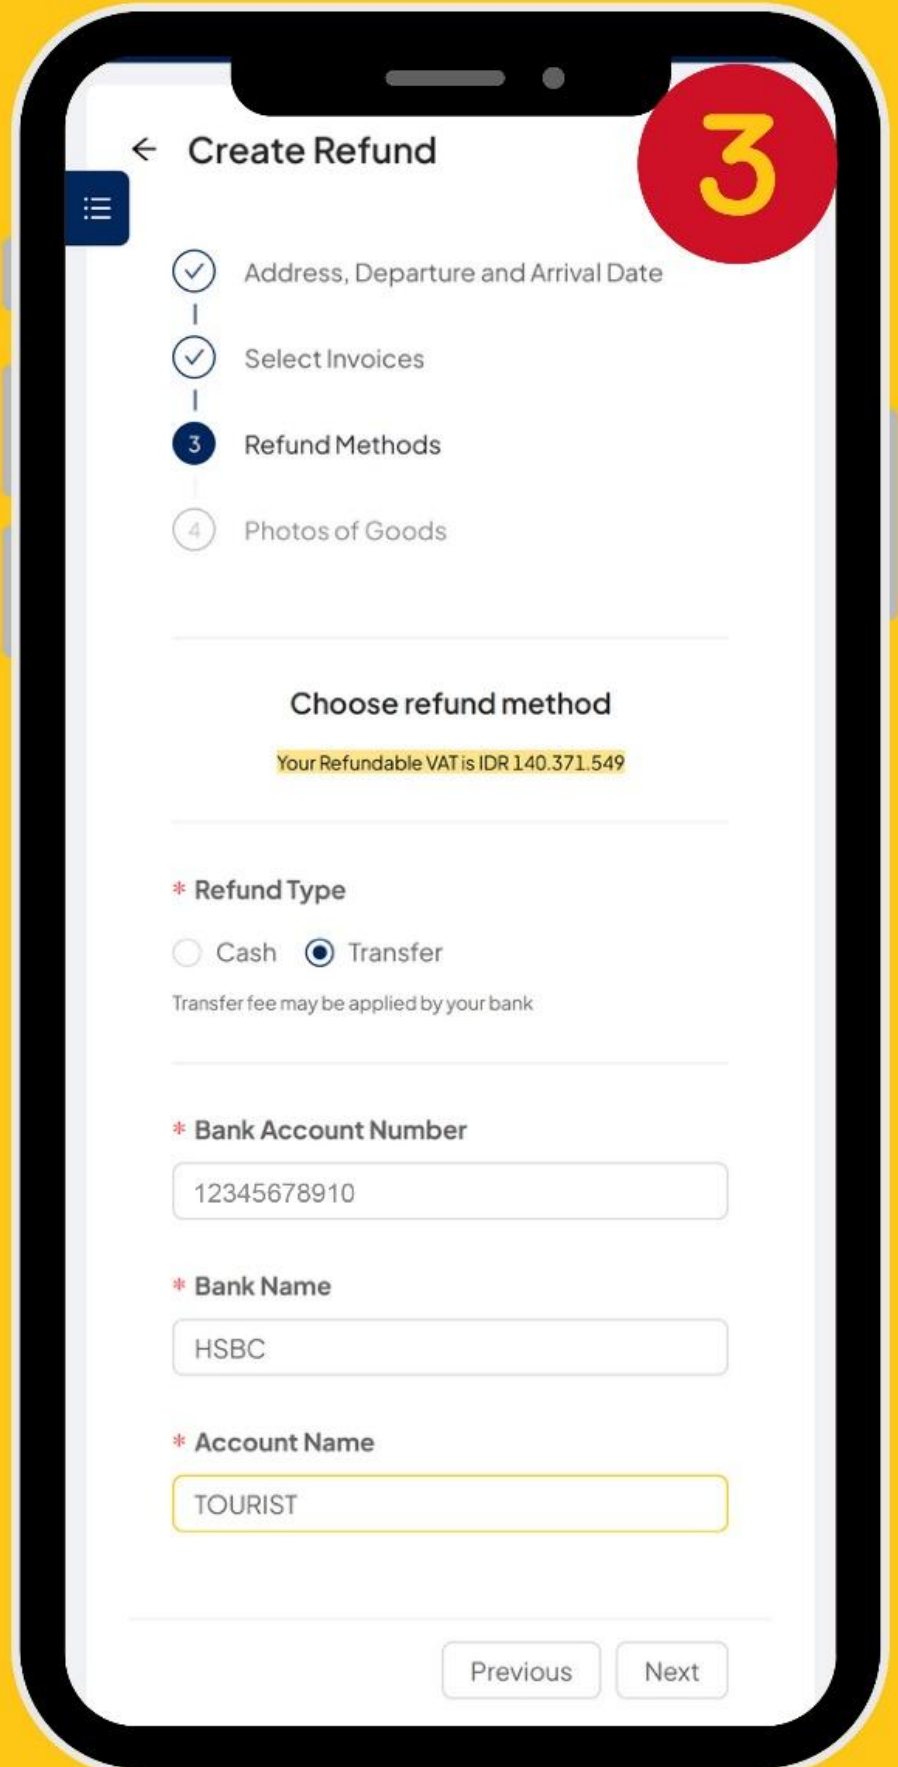 3
Create Refund
Address, Departure and Arrival Date
Select Invoices
3 Refund Methods
4 Photos of Goods
Choose refund method
Your Refundable VAT is IDR 140.371.549
* Refund Type
Cash Transfer
Transfer fee may be applied by your bank
* Bank Account Number
12345678910
* Bank Name
HSBC
* Account Name
TOURIST
Previous Next